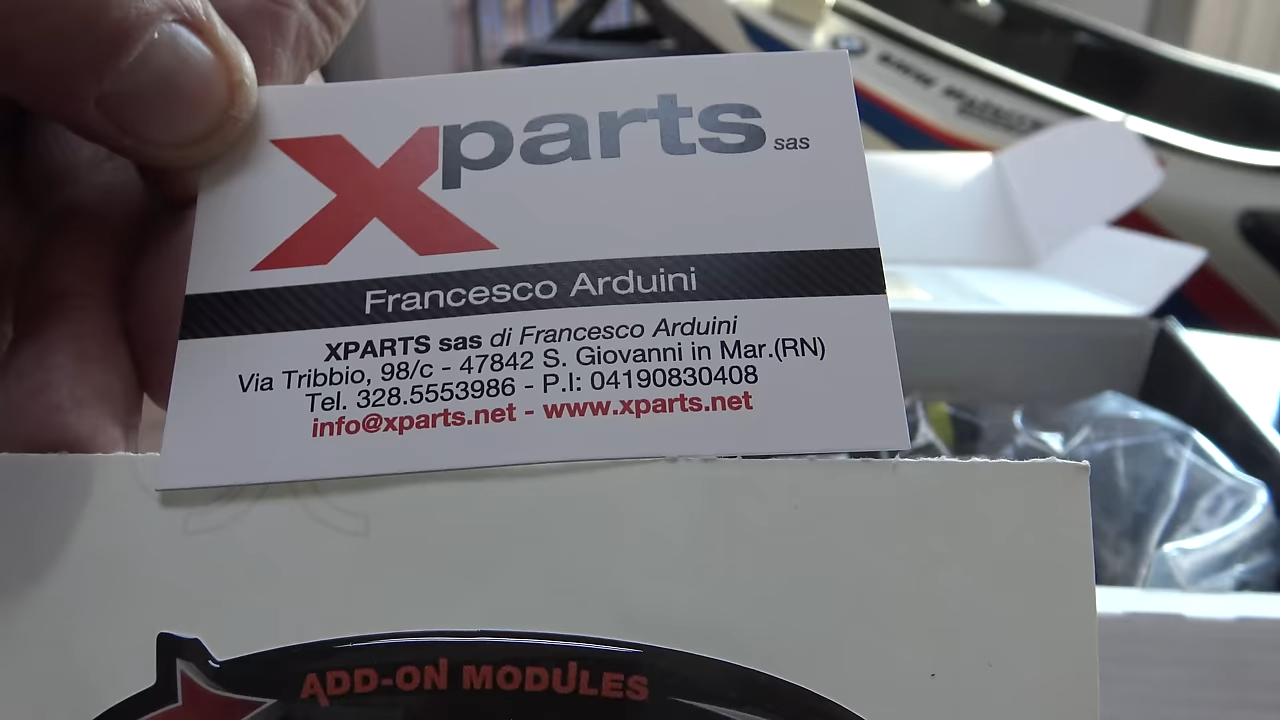 Xparts sas
Francesco Arduini
XPARTS sas di Francesco Arduini
Via Tribbio, 98/c - 47842 S. Giovanni in Mar.(RN)
Tel. 328.5553986 - P.I: 04190830408
info@xparts.net - www.xparts.net
ADD-ON MODULES